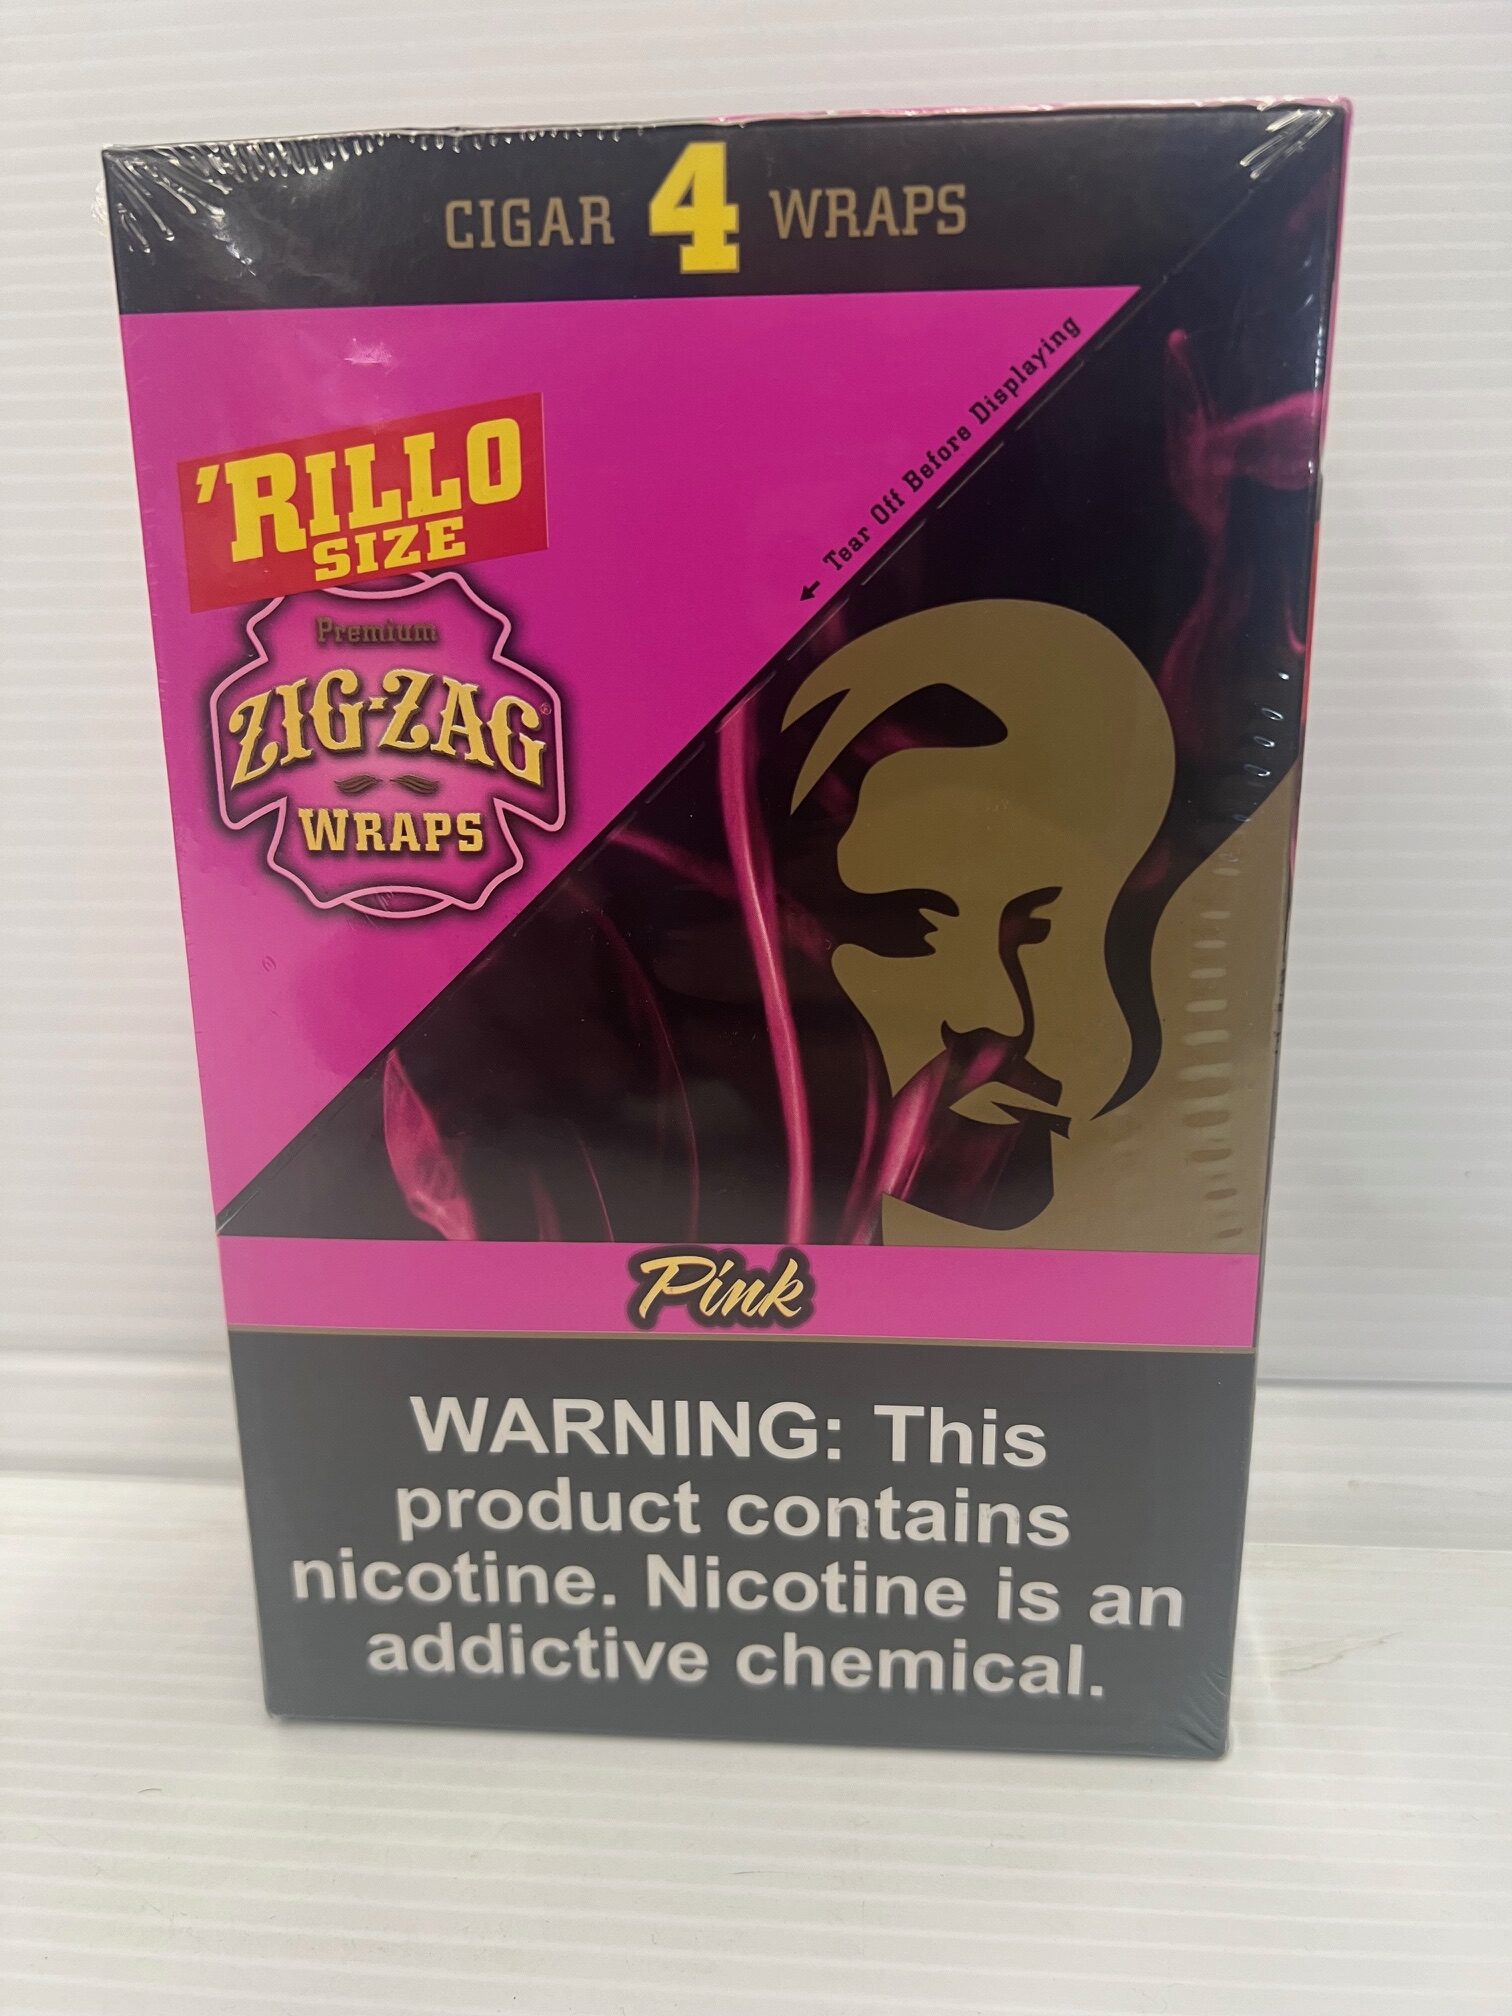 CIGAR 4 WRAPS
Tear Off Before Displaying
'RILLO
SIZE
Premium
ZIG-ZAG®
WRAPS
Pink
WARNING: This
product contains
nicotine. Nicotine is an
addictive chemical.